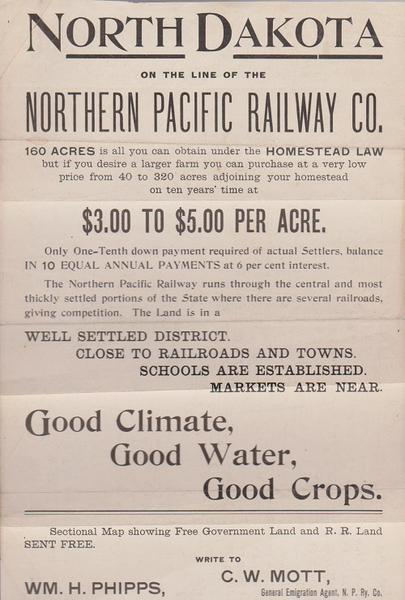 NORTH DAKOTA
ON THE LINE OF THE
NORTHERN PACIFIC RAILWAY CO.
160 ACRES is all you can obtain under the HOMESTEAD LAW
but if you desire a larger farm you can purchase at a very low
price from 40 to 320 acres adjoining your homestead
on ten years' time at
$3.00 TO $5.00 PER ACRE.
Only One-Tenth down payment required of actual Settlers, balance
IN 10 EQUAL ANNUAL PAYMENTS at 6 per cent interest.
The Northern Pacific Railway runs through the central and most
thickly settled portions of the State where there are several railroads,
giving competition. The Land is in a
WELL SETTLED DISTRICT.
CLOSE TO RAILROADS AND TOWNS.
SCHOOLS ARE ESTABLISHED.
MARKETS ARE NEAR.
Good Climate,
Good Water,
Good Crops.
Sectional Map showing Free Government Land and R. R. Land
SENT FREE.
WRITE TO
WM. H. PHIPPS,
C. W. MOTT,
General Emigration Agent, N. P. Ry. Co.